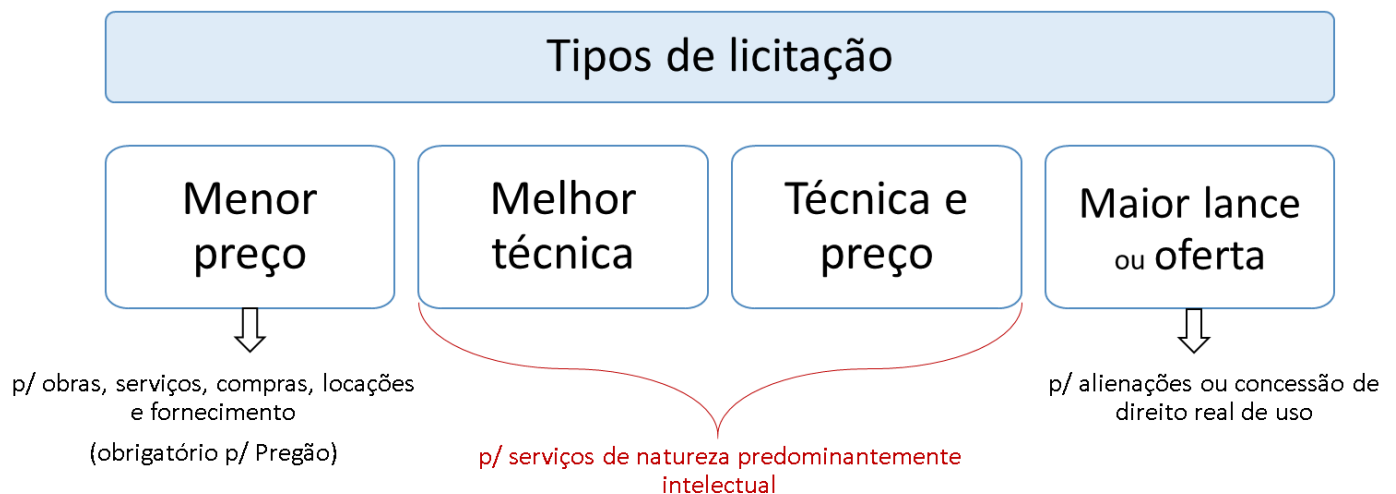 Tipos de licitação
Menor
preço
Melhor
técnica
Técnica e
preço
Maior lance
ou oferta
p/ obras, serviços, compras, locações
e fornecimento
(obrigatório p/ Pregão)
p/ serviços de natureza predominantemente
intelectual
p/ alienações ou concessão de
direito real de uso